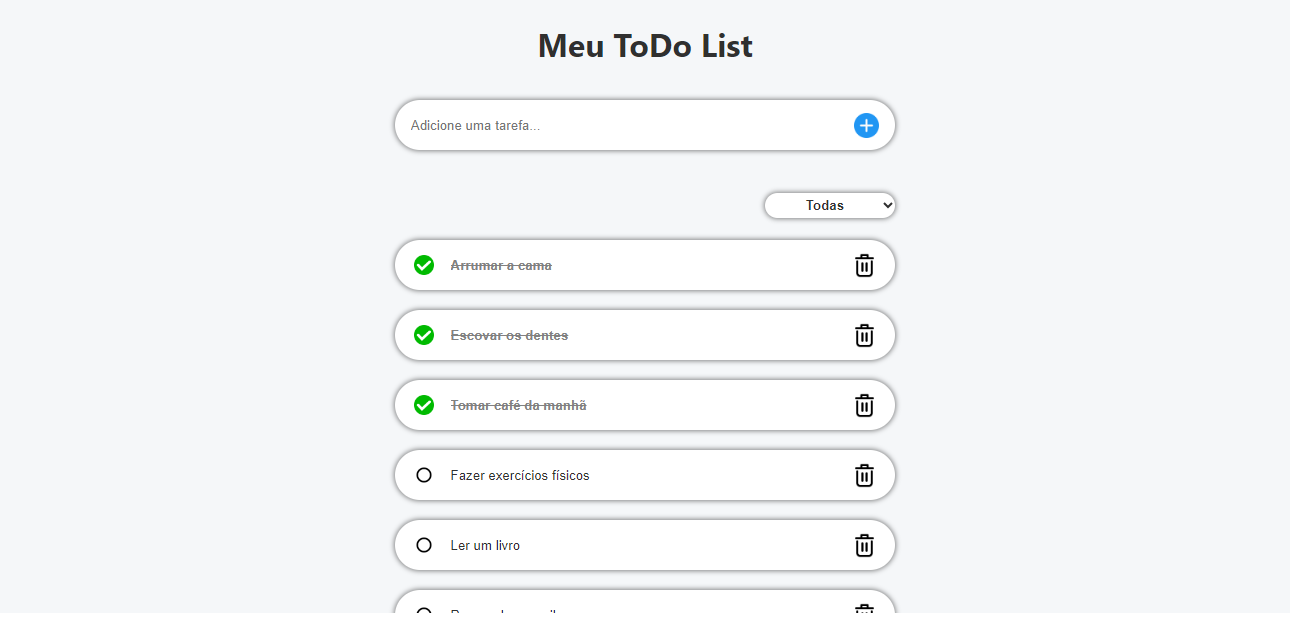 Meu ToDo List
Adicione uma tarefa...
Todas
Arrumar a cama
Escovar os dentes
Tomar café da manhã
Fazer exercícios físicos
Ler um livro